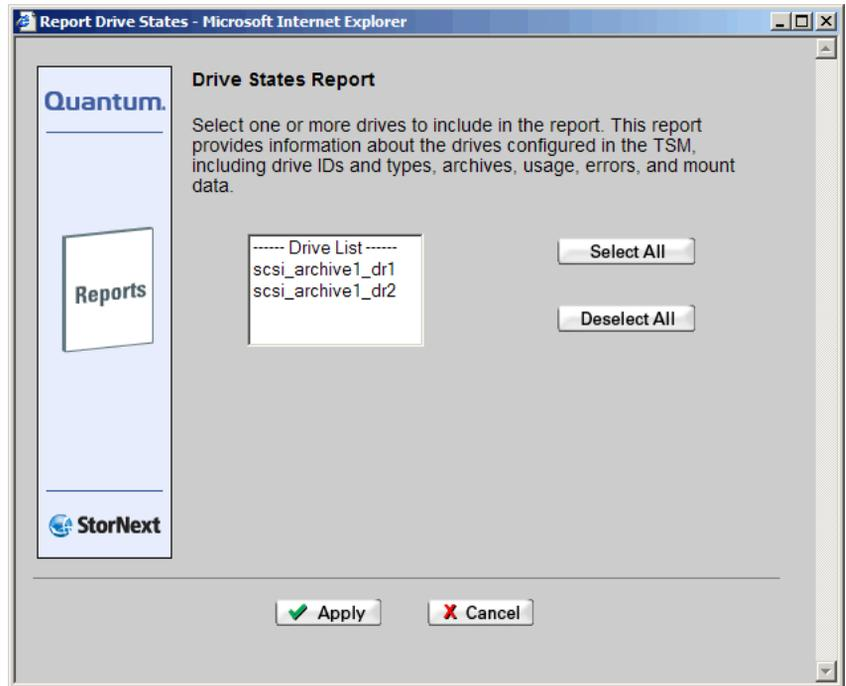 Report Drive States - Microsoft Internet Explorer
Quantum.
Reports
StorNext
Drive States Report
Select one or more drives to include in the report. This report
provides information about the drives configured in the TSM,
including drive IDs and types, archives, usage, errors, and mount
data.
------ Drive List ------
scsi_archive1_dr1
scsi_archive1_dr2
Select All
Deselect All
Apply
Cancel